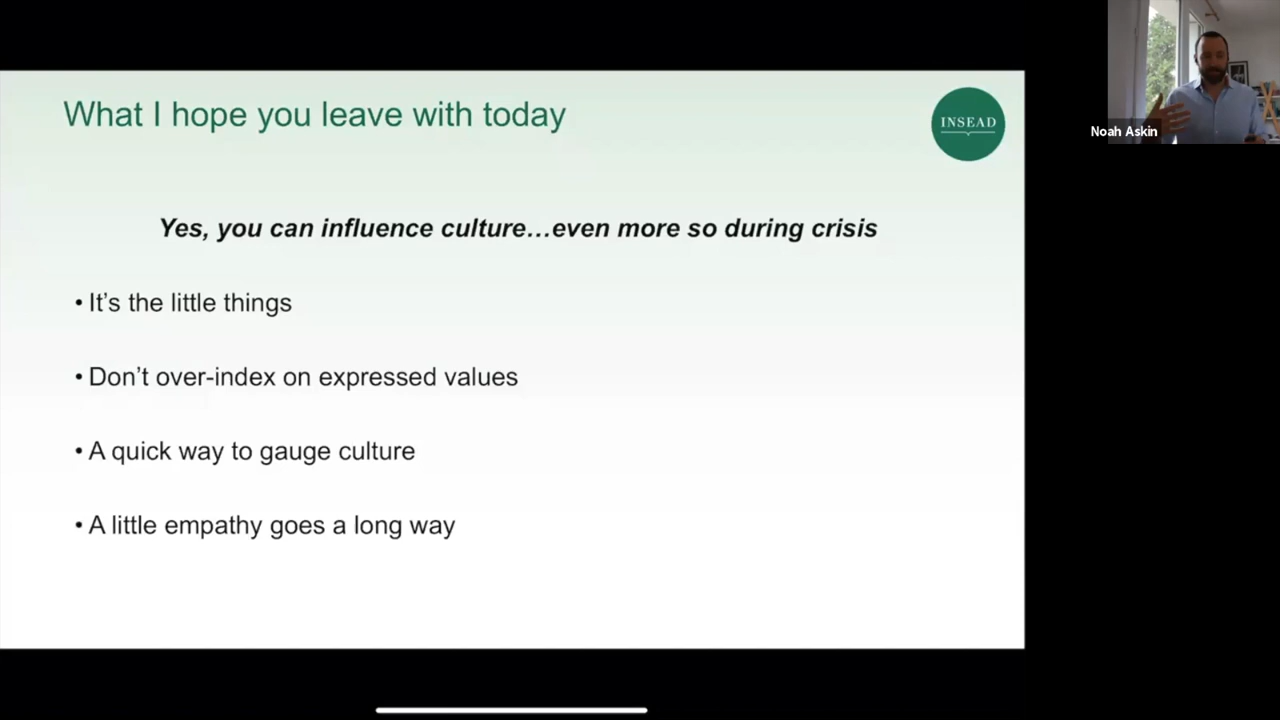 What I hope you leave with today
INSEAD
Noah Askin
Yes, you can influence culture…even more so during crisis
• It’s the little things
• Don’t over-index on expressed values
• A quick way to gauge culture
• A little empathy goes a long way